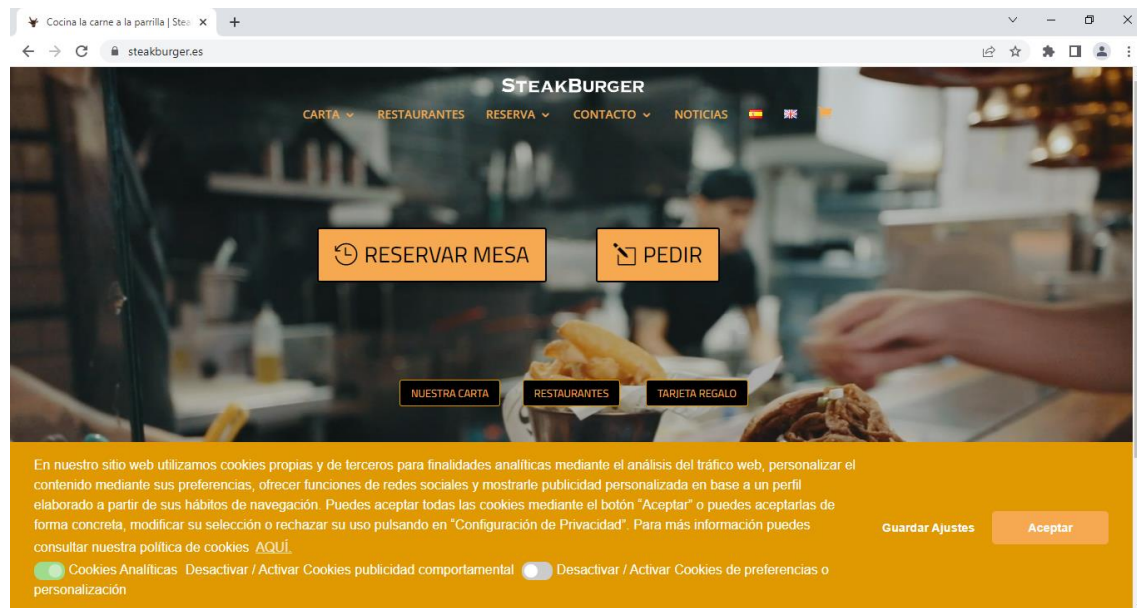 Cocina la carne a la parrilla | Stea
steakburger.es
STEAKBURGER
CARTA RESTAURANTES RESERVA CONTACTO NOTICIAS
RESERVAR MESA PEDIR
NUESTRA CARTA RESTAURANTES TARJETA REGALO
En nuestro sitio web utilizamos cookies propias y de terceros para finalidades analíticas mediante el análisis del tráfico web, personalizar el
contenido mediante sus preferencias, ofrecer funciones de redes sociales y mostrarle publicidad personalizada en base a un perfil
elaborado a partir de sus hábitos de navegación. Puedes aceptar todas las cookies mediante el botón “Aceptar” o puedes aceptarlas de
forma concreta, modificar su selección o rechazar su uso pulsando en “Configuración de Privacidad”. Para más información puedes
consultar nuestra política de cookies AQUÍ.
Guardar Ajustes Aceptar
Cookies Analíticas Desactivar / Activar Cookies publicidad comportamental Desactivar / Activar Cookies de preferencias o
personalización